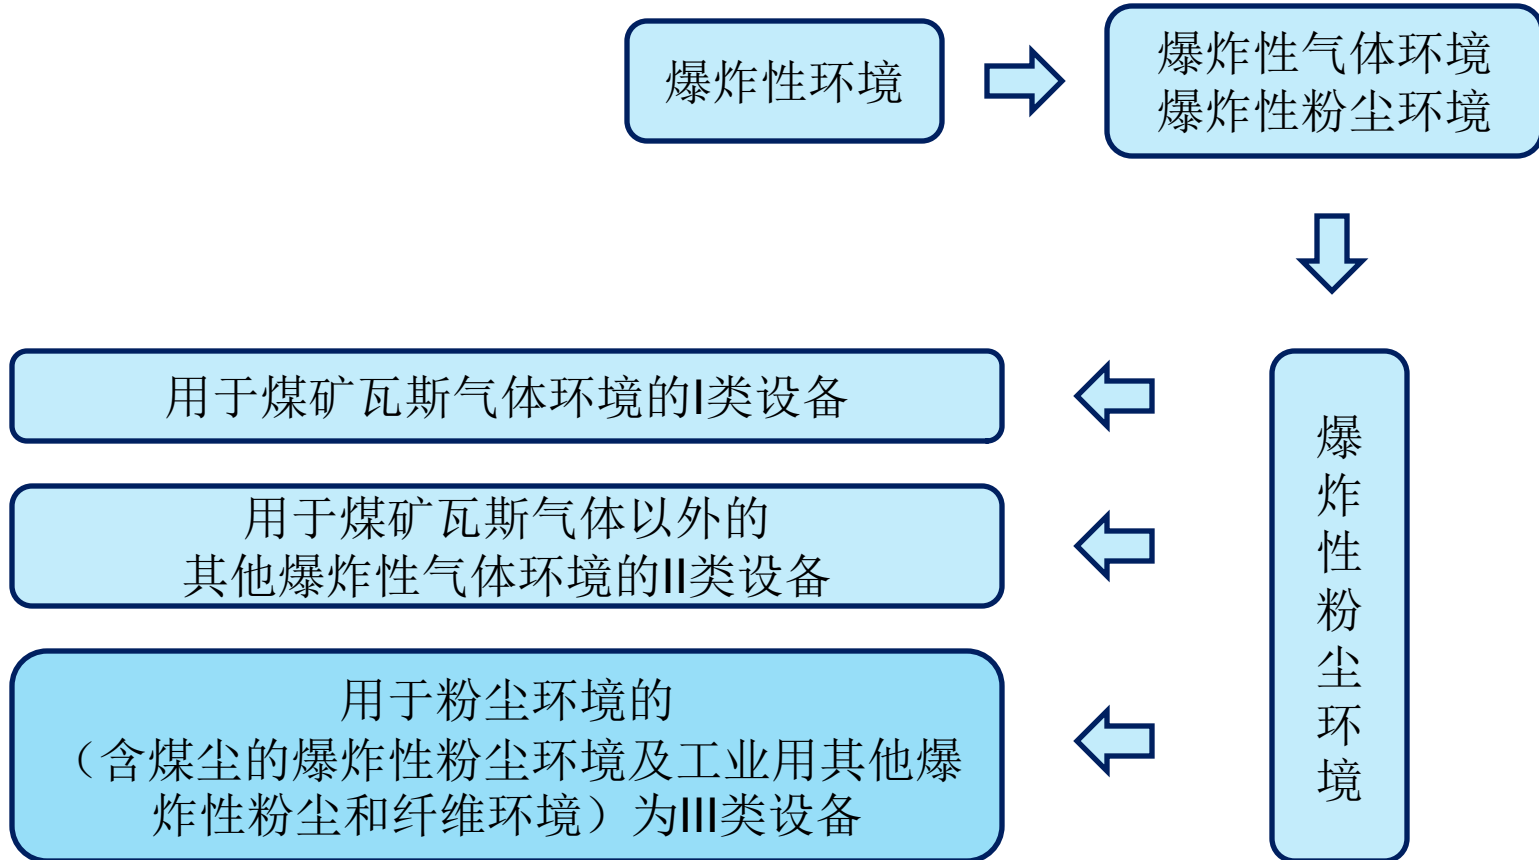 爆炸性环境
爆炸性气体环境
爆炸性粉尘环境
用于煤矿瓦斯气体环境的I类设备
用于煤矿瓦斯气体以外的
其他爆炸性气体环境的II类设备
用于粉尘环境的
（含煤尘的爆炸性粉尘环境及工业用其他爆
炸性粉尘和纤维环境）为III类设备
爆炸性粉尘环境